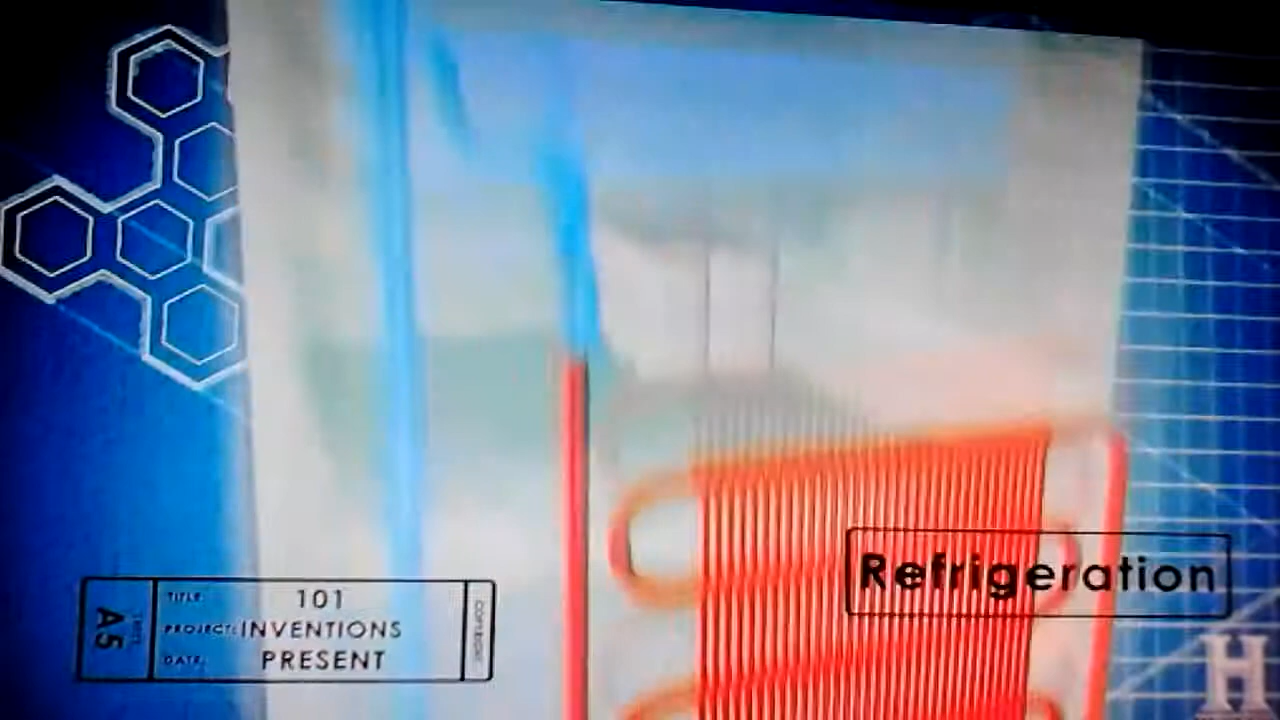 TITLE: 101
PROJECT: INVENTIONS
DATE: PRESENT
A5
Refrigeration
H